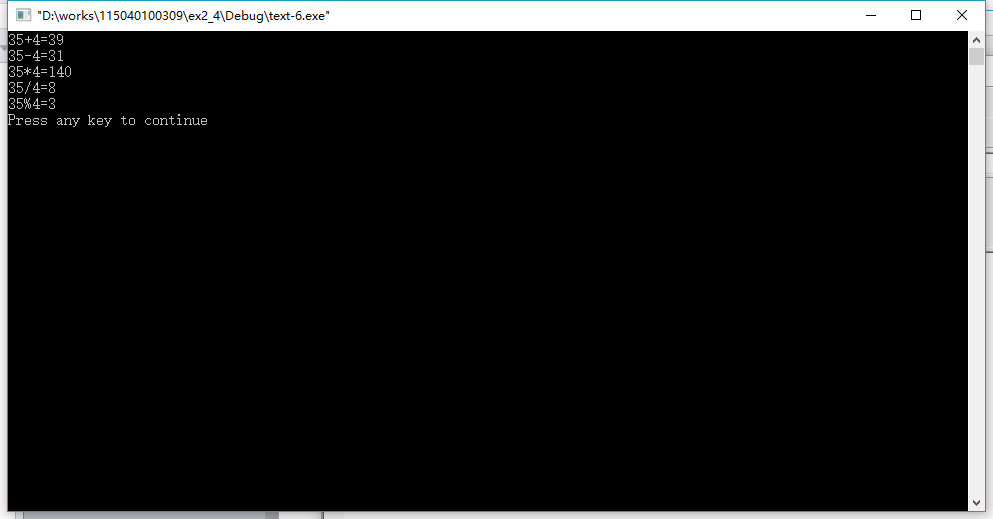 "D:\works\115040100309\ex2_4\Debug\text-6.exe"
35+4=39
35-4=31
35*4=140
35/4=8
35%4=3
Press any key to continue